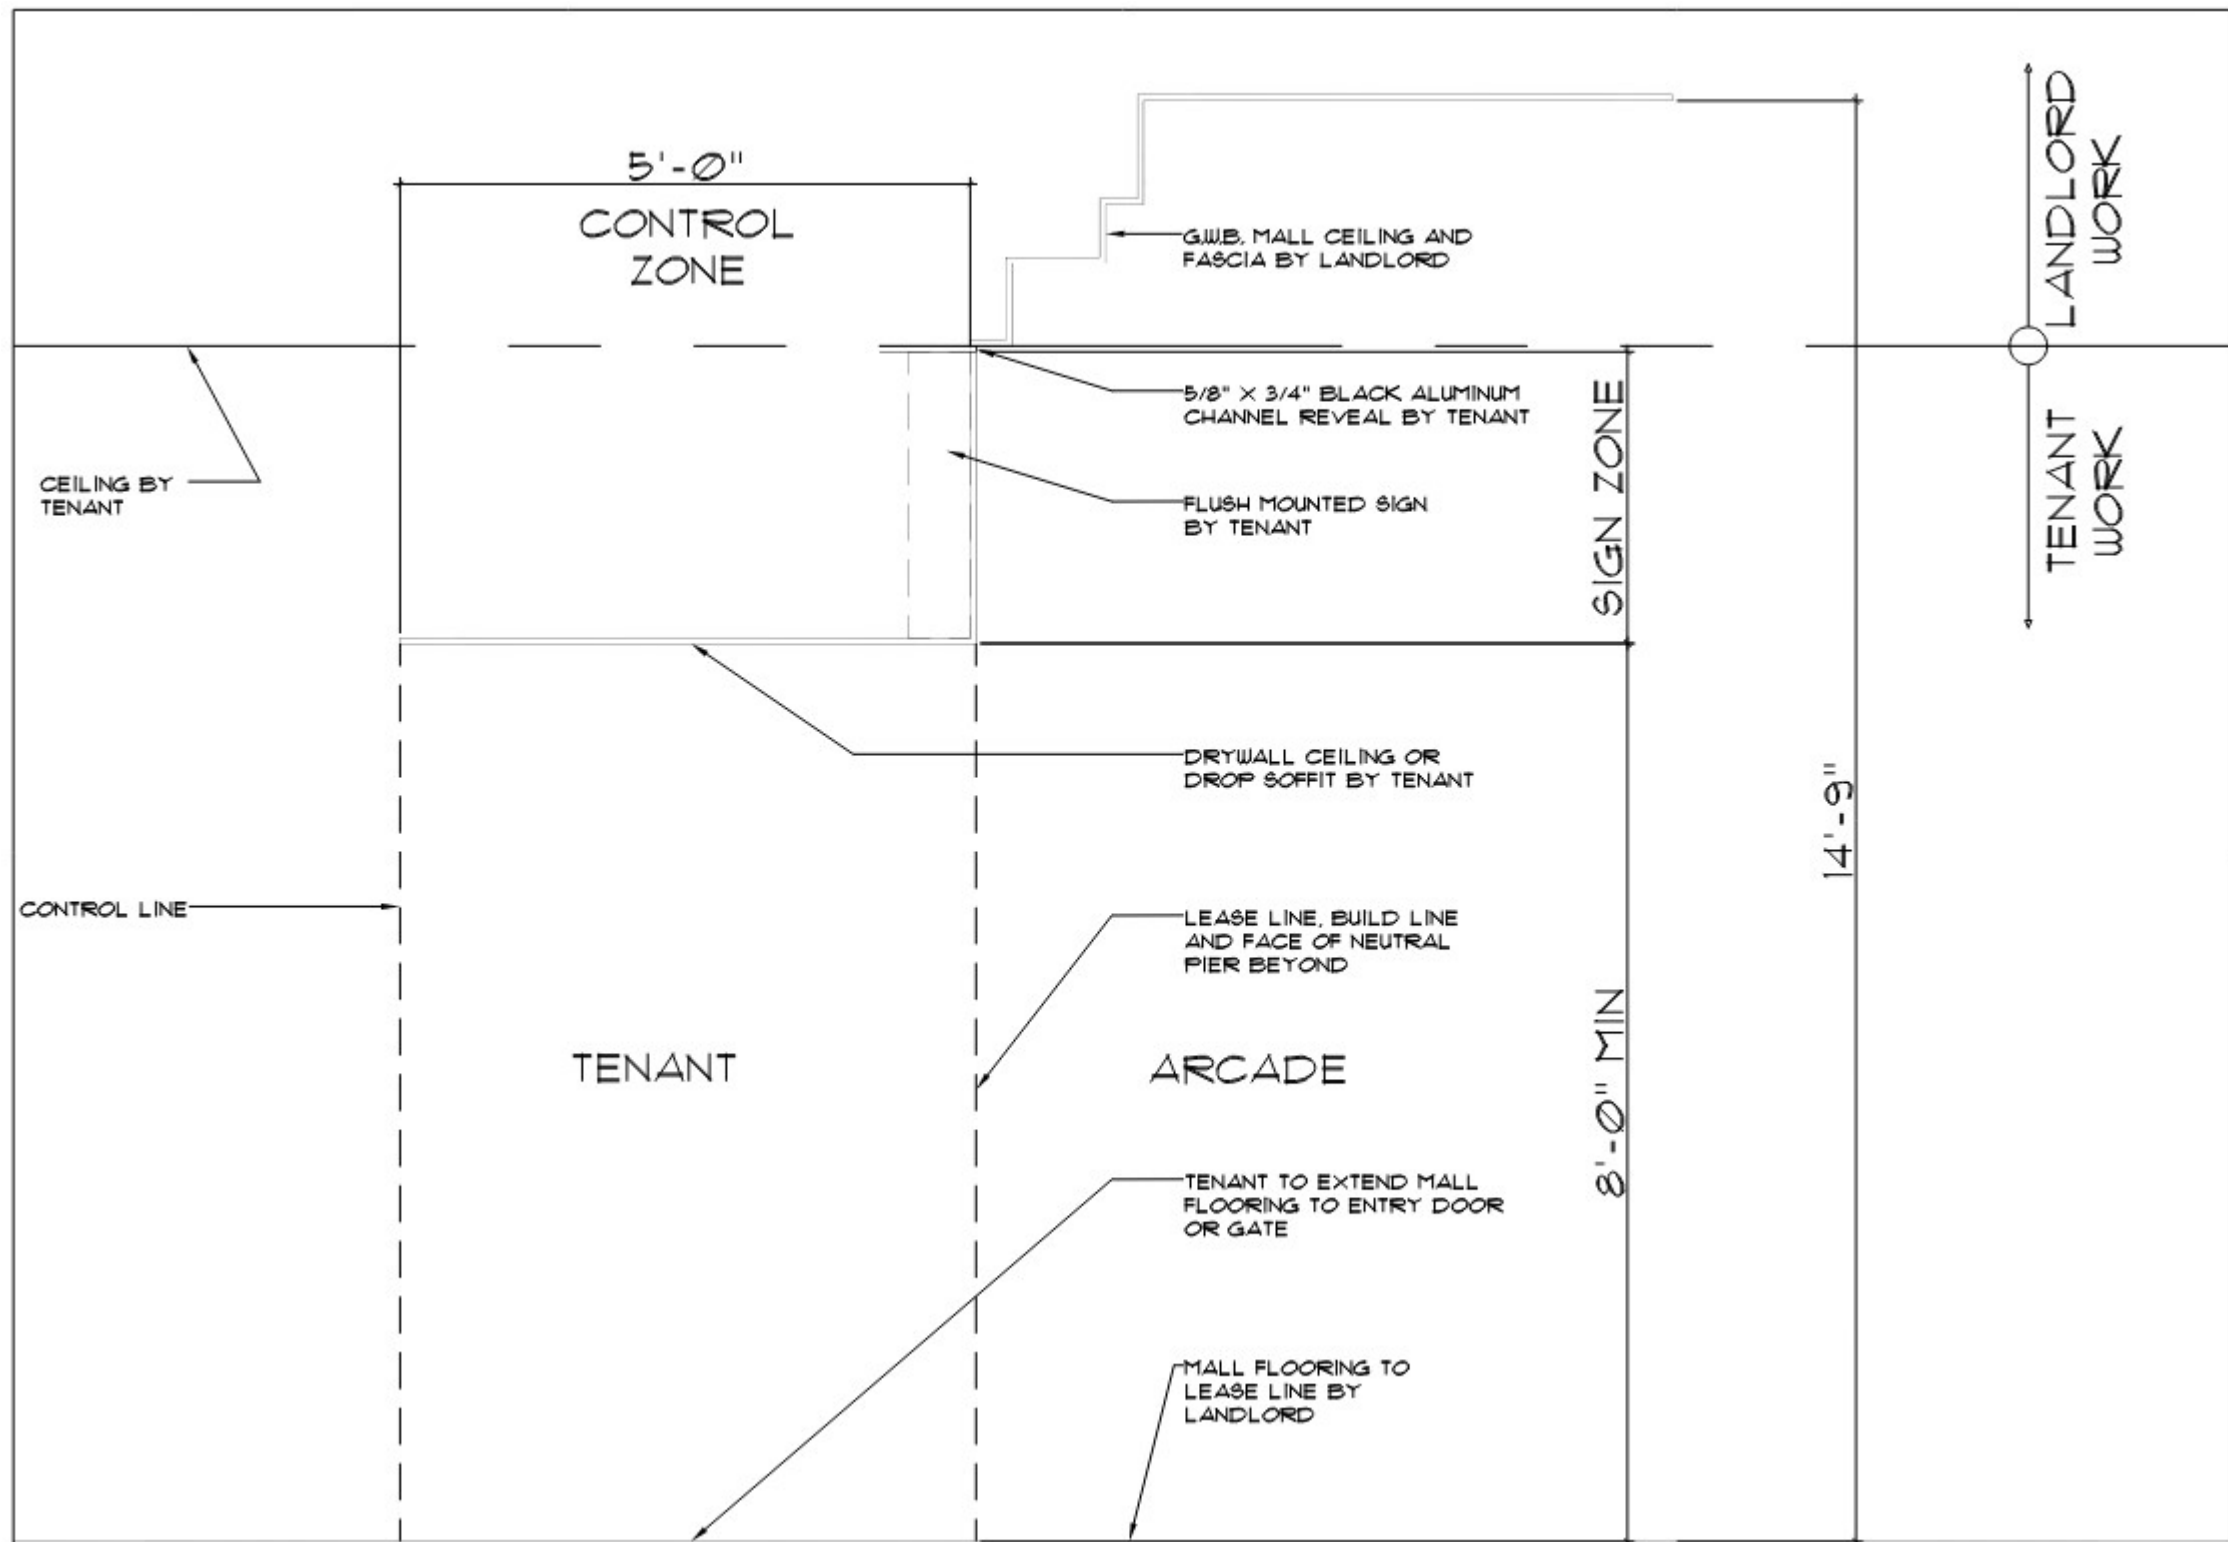 5'-0"
CONTROL
ZONE
LANDLORD
WORK
G.W.B. MALL CEILING AND
FASCIA BY LANDLORD
5/8" X 3/4" BLACK ALUMINUM
CHANNEL REVEAL BY TENANT
SIGN ZONE
TENANT
WORK
CEILING BY
TENANT
FLUSH MOUNTED SIGN
BY TENANT
DRYWALL CEILING OR
DROP SOFFIT BY TENANT
14'-9"
CONTROL LINE
LEASE LINE, BUILD LINE
AND FACE OF NEUTRAL
PIER BEYOND
8'-0" MIN
TENANT
ARCADE
TENANT TO EXTEND MALL
FLOORING TO ENTRY DOOR
OR GATE
MALL FLOORING TO
LEASE LINE BY
LANDLORD